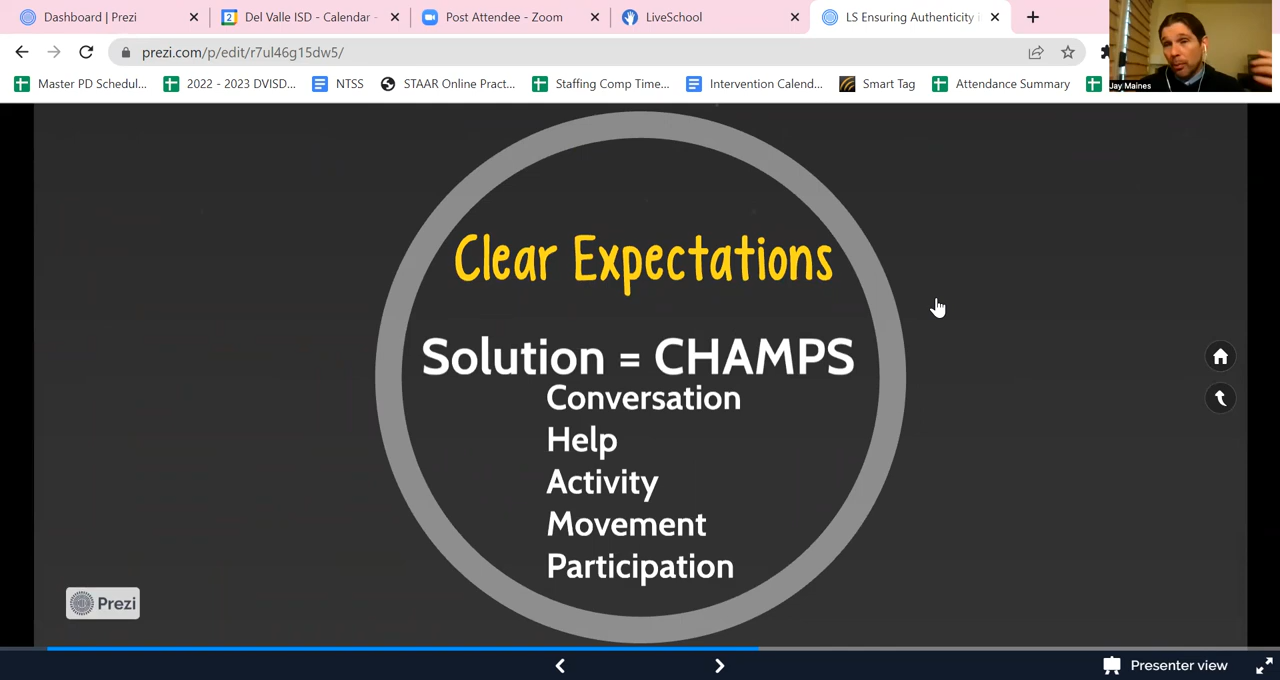 Dashboard | Prezi
Del Valle ISD - Calendar -
Post Attendee - Zoom
LiveSchool
LS Ensuring Authenticity i
prezi.com/p/edit/r7ul46g15dw5/
Master PD Schedul...
2022 - 2023 DVISD...
NTSS
STAAR Online Pract...
Staffing Comp Time...
Intervention Calend...
Smart Tag
Attendance Summary
Jay Maines
Clear Expectations
Solution = CHAMPS
Conversation
Help
Activity
Movement
Participation
Prezi
Presenter view